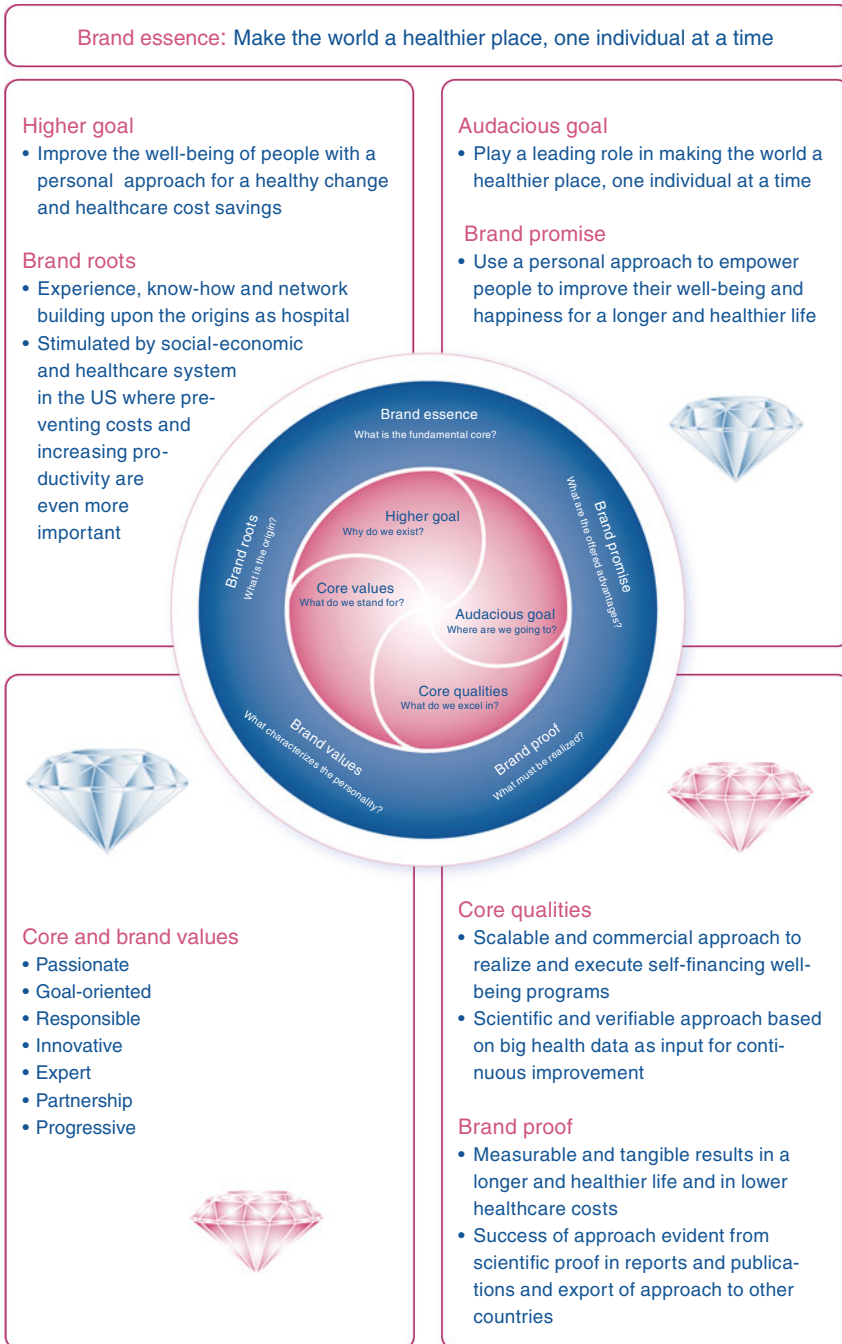 Brand essence: Make the world a healthier place, one individual at a time
Higher goal
• Improve the well-being of people with a
personal approach for a healthy change
and healthcare cost savings
Brand roots
• Experience, know-how and network
building upon the origins as hospital
• Stimulated by social-economic
and healthcare system
in the US where pre-
venting costs and
increasing pro-
ductivity are
even more
important
Audacious goal
• Play a leading role in making the world a
healthier place, one individual at a time
Brand promise
• Use a personal approach to empower
people to improve their well-being and
happiness for a longer and healthier life
Brand essence
What is the fundamental core?
Brand promise
What are the offered advantages?
Brand proof
What must be realized?
Brand values
What characterizes the personality?
Brand roots
What is the origin?
Higher goal
Why do we exist?
Core values
What do we stand for?
Audacious goal
Where are we going to?
Core qualities
What do we excel in?
Core and brand values
• Passionate
• Goal-oriented
• Responsible
• Innovative
• Expert
• Partnership
• Progressive
Core qualities
• Scalable and commercial approach to
realize and execute self-financing well-
being programs
• Scientific and verifiable approach based
on big health data as input for conti-
nuous improvement
Brand proof
• Measurable and tangible results in a
longer and healthier life and in lower
healthcare costs
• Success of approach evident from
scientific proof in reports and publica-
tions and export of approach to other
countries